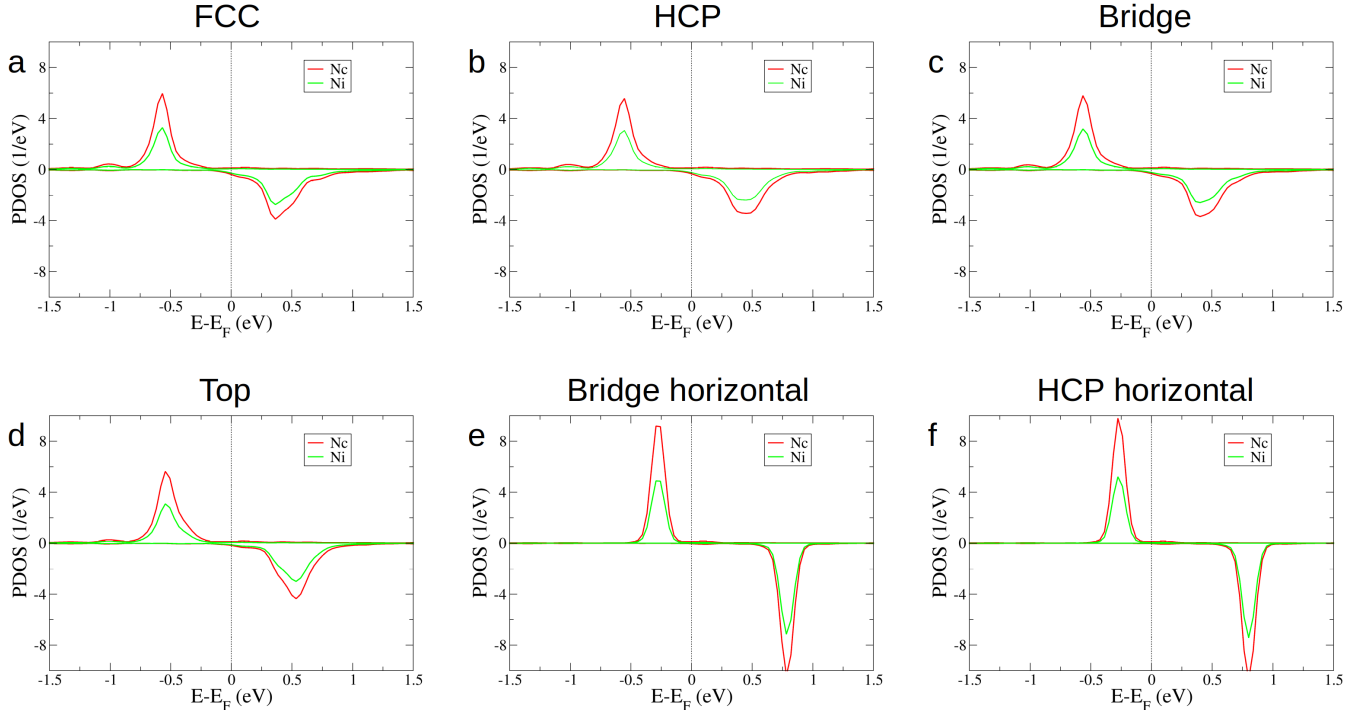 FCC
HCP
Bridge
a
8
4
0
-4
-8
PDOS (1/eV)
Nc
Ni
-1.5 -1 -0.5 0 0.5 1 1.5
E-E_F (eV)
b
8
4
0
-4
-8
PDOS (1/eV)
Nc
Ni
-1.5 -1 -0.5 0 0.5 1 1.5
E-E_F (eV)
c
8
4
0
-4
-8
PDOS (1/eV)
Nc
Ni
-1.5 -1 -0.5 0 0.5 1 1.5
E-E_F (eV)
Top
Bridge horizontal
HCP horizontal
d
8
4
0
-4
-8
PDOS (1/eV)
Nc
Ni
-1.5 -1 -0.5 0 0.5 1 1.5
E-E_F (eV)
e
8
4
0
-4
-8
PDOS (1/eV)
Nc
Ni
-1.5 -1 -0.5 0 0.5 1 1.5
E-E_F (eV)
f
8
4
0
-4
-8
PDOS (1/eV)
Nc
Ni
-1.5 -1 -0.5 0 0.5 1 1.5
E-E_F (eV)